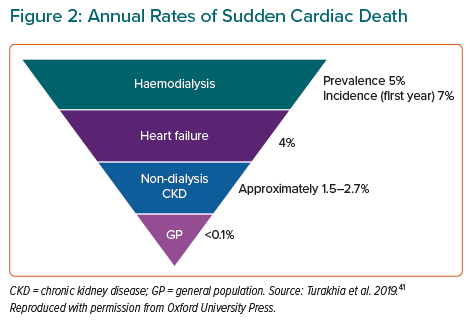 Figure 2: Annual Rates of Sudden Cardiac Death
Haemodialysis
Prevalence 5%
Incidence (first year) 7%
Heart failure
4%
Non-dialysis
CKD
Approximately 1.5–2.7%
GP
<0.1%
CKD = chronic kidney disease; GP = general population. Source: Turakhia et al. 2019.⁴¹
Reproduced with permission from Oxford University Press.